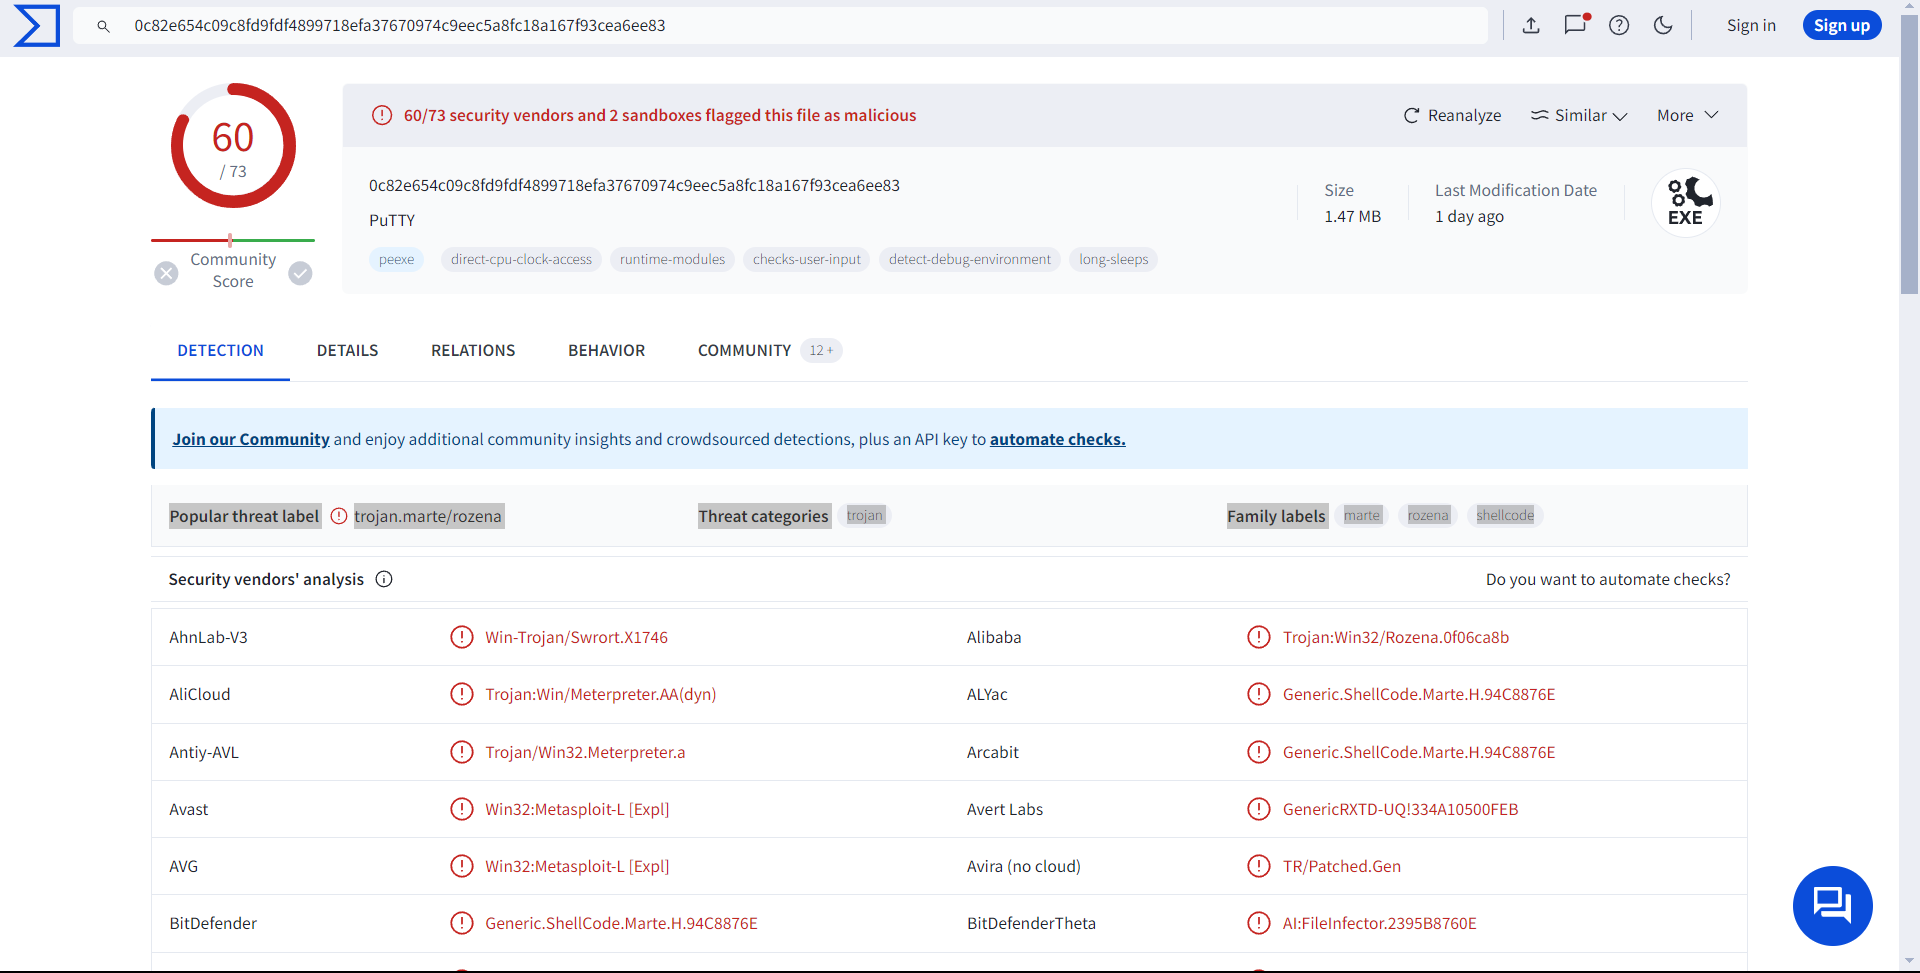 0c82e654c09c8fd9fdf4899718efa37670974c9eec5a8fc18a167f93cea6ee83
Sign in
Sign up
60
/ 73
Community
Score
60/73 security vendors and 2 sandboxes flagged this file as malicious
Reanalyze
Similar
More
0c82e654c09c8fd9fdf4899718efa37670974c9eec5a8fc18a167f93cea6ee83
PuTTY
peexe direct-cpu-clock-access runtime-modules checks-user-input detect-debug-environment long-sleeps
Size
1.47 MB
Last Modification Date
1 day ago
EXE
DETECTION DETAILS RELATIONS BEHAVIOR COMMUNITY 12 +
Join our Community and enjoy additional community insights and crowdsourced detections, plus an API key to automate checks.
Popular threat label trojan.marte/rozena Threat categories trojan Family labels marte rozena shellcode
Security vendors' analysis Do you want to automate checks?
AhnLab-V3 Win-Trojan/Swrort.X1746 Alibaba Trojan:Win32/Rozena.0f06ca8b
AliCloud Trojan:Win/Meterpreter.AA(dyn) ALYac Generic.ShellCode.Marte.H.94C8876E
Antiy-AVL Trojan/Win32.Meterpreter.a Arcabit Generic.ShellCode.Marte.H.94C8876E
Avast Win32:Metasploit-L [Expl] Avert Labs GenericRXTD-UQ!334A10500FEB
AVG Win32:Metasploit-L [Expl] Avira (no cloud) TR/Patched.Gen
BitDefender Generic.ShellCode.Marte.H.94C8876E BitDefenderTheta AI:FileInfector.2395B8760E